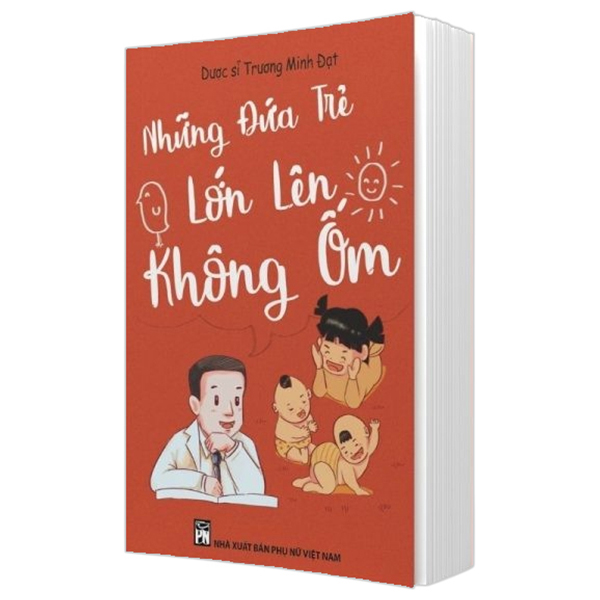 Dược sĩ Trương Minh Đạt
Những Đứa Trẻ
Lớn Lên
Không Ốm
PN
NHÀ XUẤT BẢN PHỤ NỮ VIỆT NAM